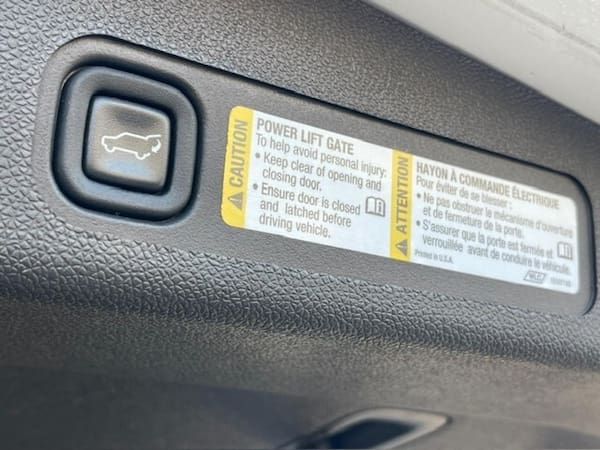 CAUTION
POWER LIFT GATE
To help avoid personal injury:
• Keep clear of opening and
closing door.
• Ensure door is closed
and latched before
driving vehicle.
ATTENTION
HAYON À COMMANDE ÉLECTRIQUE
Pour éviter de se blesser :
• Ne pas obstruer le mécanisme d'ouverture
et de fermeture de la porte.
• S'assurer que la porte est fermée et
verrouillée avant de conduire le véhicule.
Printed in U.S.A.